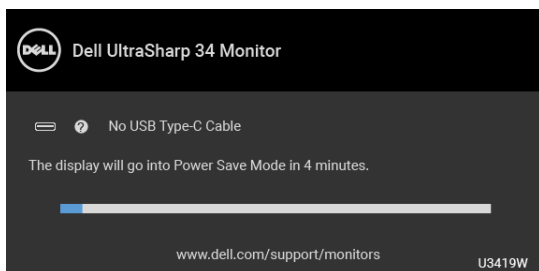 DELL Dell UltraSharp 34 Monitor
No USB Type-C Cable
The display will go into Power Save Mode in 4 minutes.
www.dell.com/support/monitors
U3419W